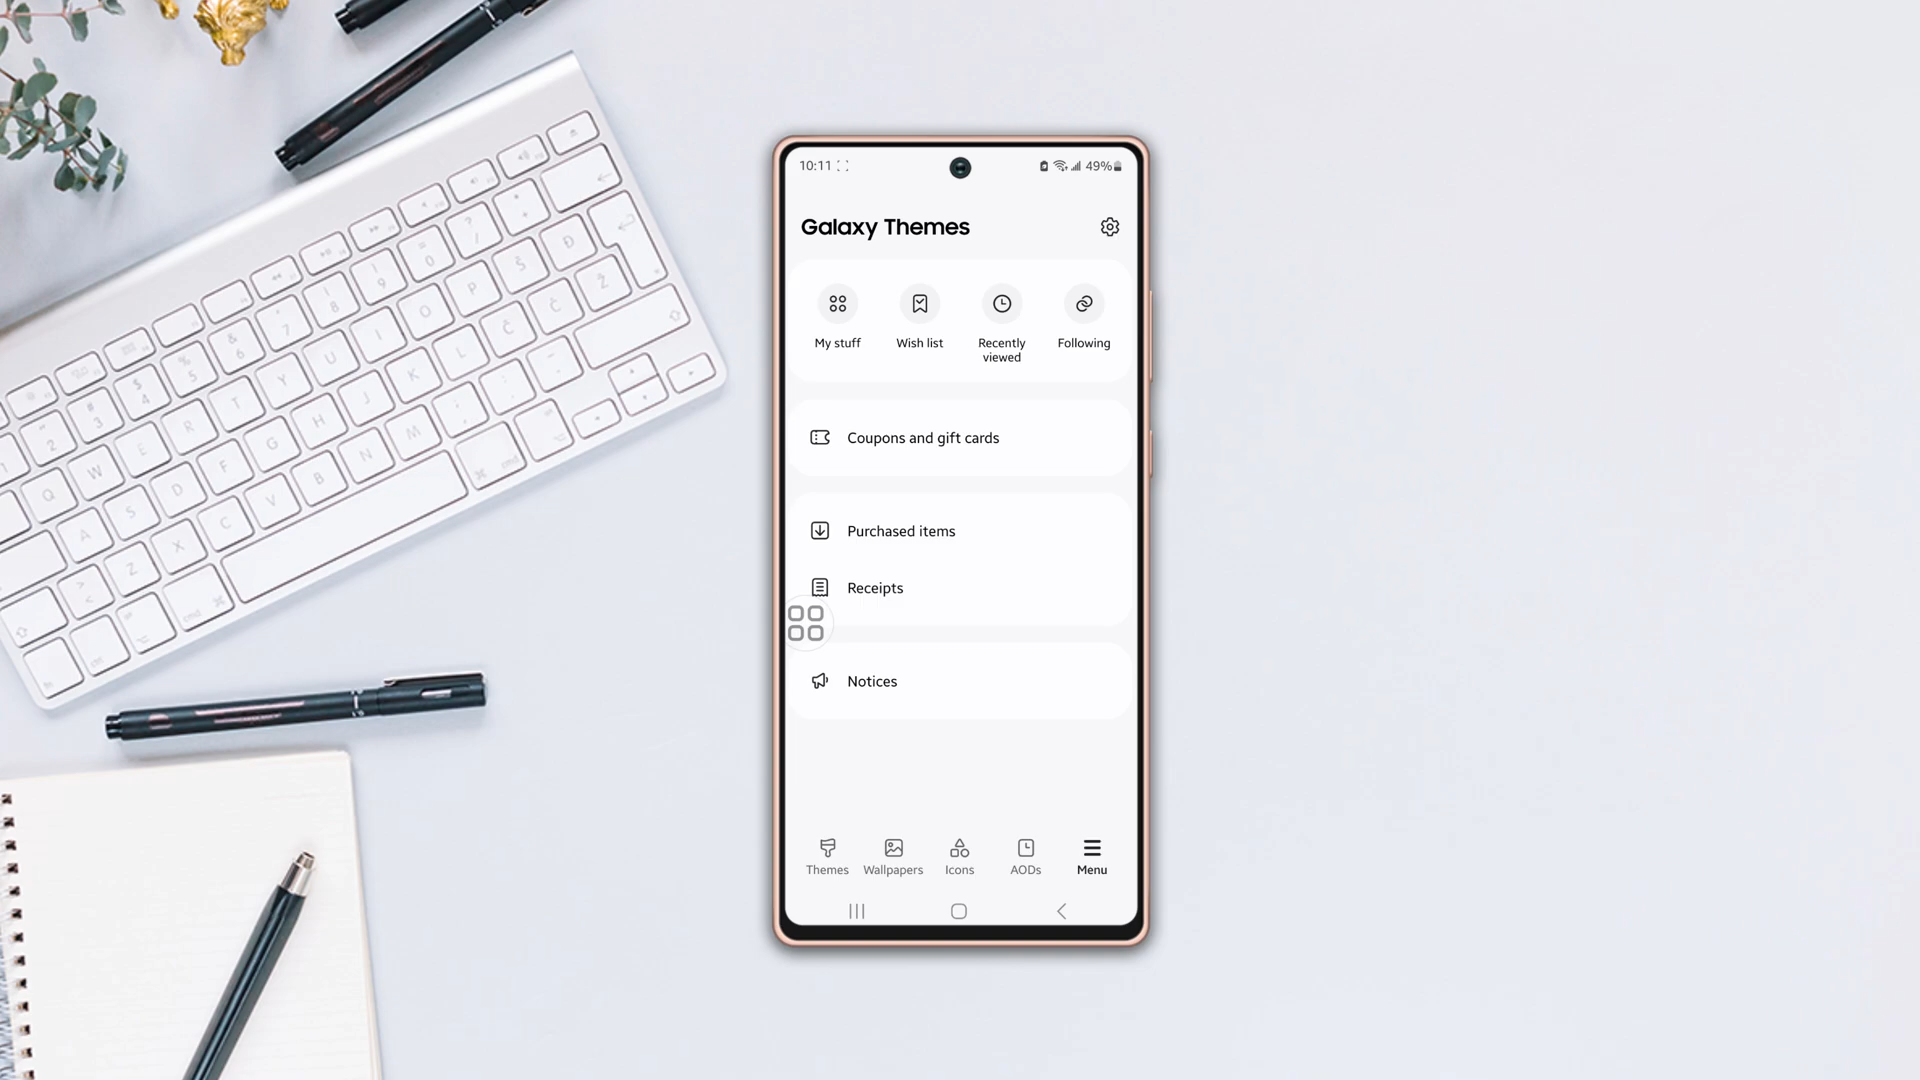 10:11
49%
Galaxy Themes
My stuff
Wish list
Recently
viewed
Following
Coupons and gift cards
Purchased items
Receipts
Notices
Themes
Wallpapers
Icons
AODs
Menu